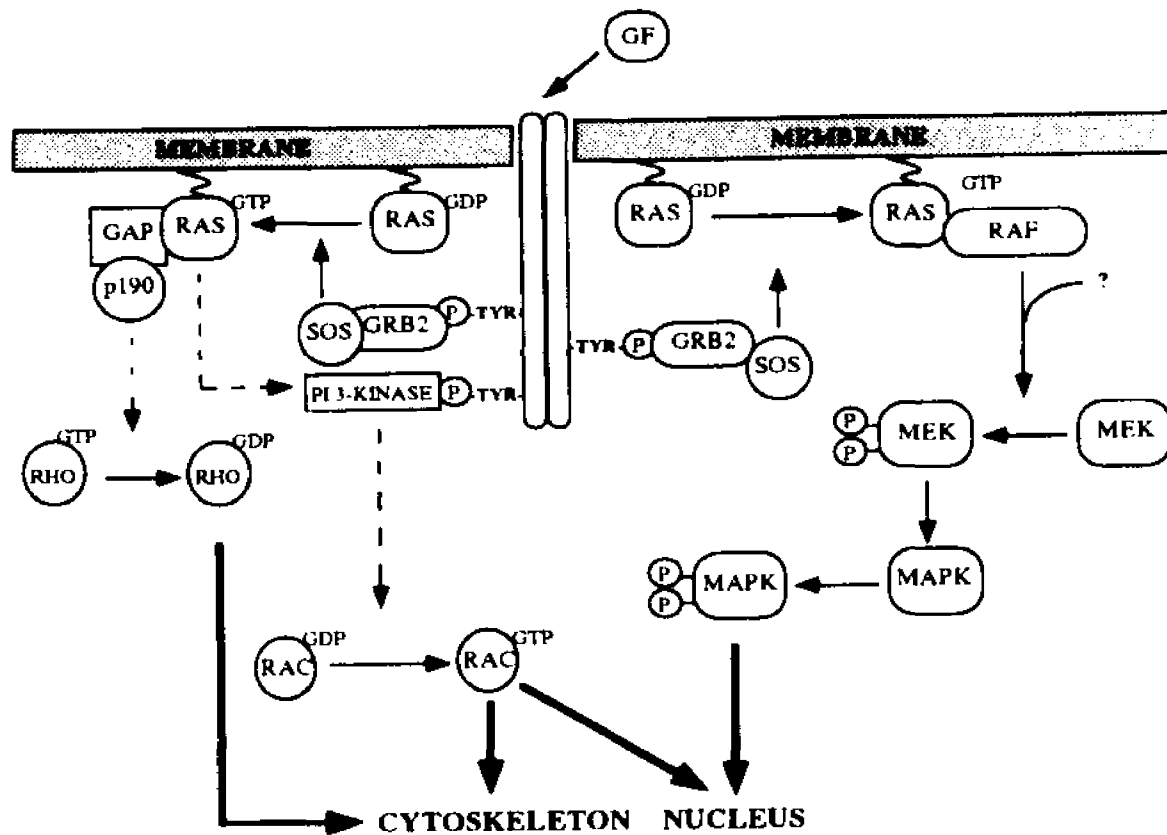 GF
MEMBRANE
MEMBRANE
GAP RAS GTP
RAS GDP
RAS GDP
RAS GTP
RAF
p190
?
SOS GRB2 P TYR
TYR P GRB2 SOS
PI 3-KINASE P TYR
P P MEK
MEK
RHO GTP
RHO GDP
P P MAPK
MAPK
RAC GDP
RAC GTP
CYTOSKELETON NUCLEUS